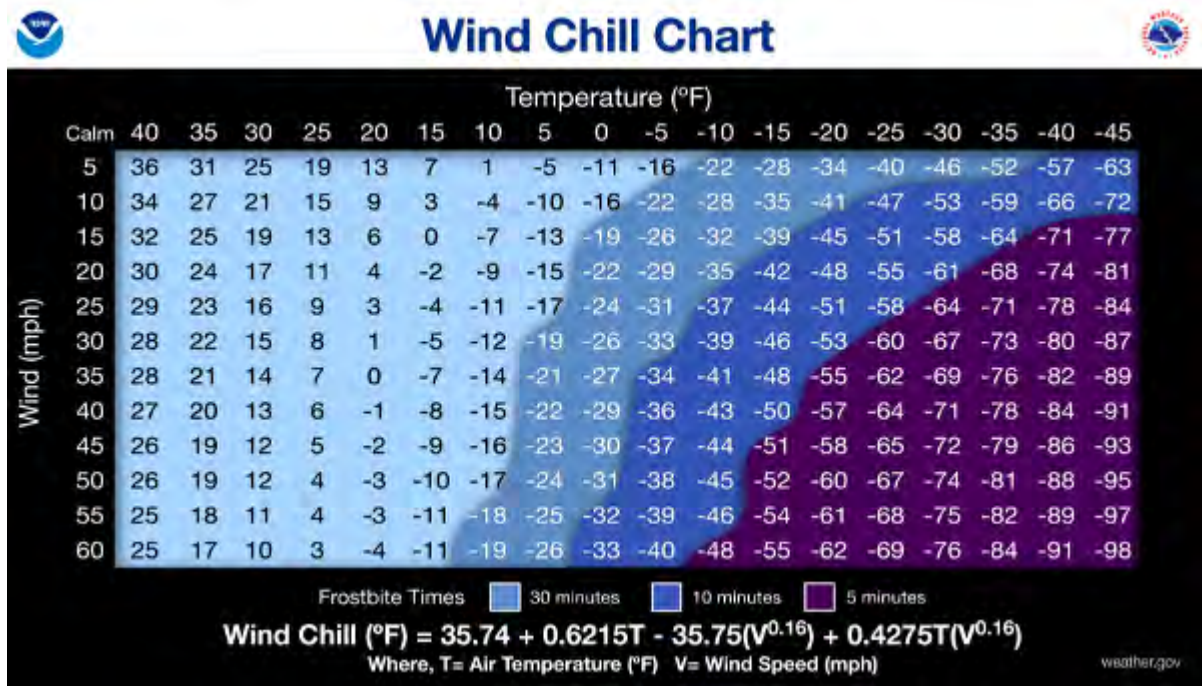 Wind Chill Chart
Temperature (ºF)
Calm 40 35 30 25 20 15 10 5 0 -5 -10 -15 -20 -25 -30 -35 -40 -45
Wind (mph)
5 36 31 25 19 13 7 1 -5 -11 -16 -22 -28 -34 -40 -46 -52 -57 -63
10 34 27 21 15 9 3 -4 -10 -16 -22 -28 -35 -41 -47 -53 -59 -66 -72
15 32 25 19 13 6 0 -7 -13 -19 -26 -32 -39 -45 -51 -58 -64 -71 -77
20 30 24 17 11 4 -2 -9 -15 -22 -29 -35 -42 -48 -55 -61 -68 -74 -81
25 29 23 16 9 3 -4 -11 -17 -24 -31 -37 -44 -51 -58 -64 -71 -78 -84
30 28 22 15 8 1 -5 -12 -19 -26 -33 -39 -46 -53 -60 -67 -73 -80 -87
35 28 21 14 7 0 -7 -14 -21 -27 -34 -41 -48 -55 -62 -69 -76 -82 -89
40 27 20 13 6 -1 -8 -15 -22 -29 -36 -43 -50 -57 -64 -71 -78 -84 -91
45 26 19 12 5 -2 -9 -16 -23 -30 -37 -44 -51 -58 -65 -72 -79 -86 -93
50 26 19 12 4 -3 -10 -17 -24 -31 -38 -45 -52 -60 -67 -74 -81 -88 -95
55 25 18 11 4 -3 -11 -18 -25 -32 -39 -46 -54 -61 -68 -75 -82 -89 -97
60 25 17 10 3 -4 -11 -19 -26 -33 -40 -48 -55 -62 -69 -76 -84 -91 -98
Frostbite Times 30 minutes 10 minutes 5 minutes
Wind Chill (ºF) = 35.74 + 0.6215T - 35.75(V^0.16) + 0.4275T(V^0.16)
Where, T= Air Temperature (ºF) V= Wind Speed (mph)
weather.gov